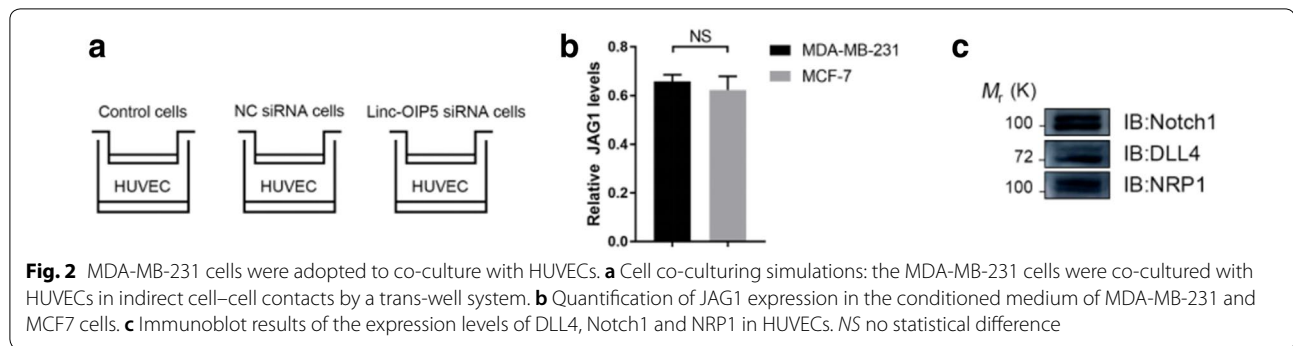 a
Control cells
NC siRNA cells
Linc-OIP5 siRNA cells
HUVEC
HUVEC
HUVEC
b
NS
MDA-MB-231
MCF-7
Relative JAG1 levels
0.8
0.6
0.4
0.2
0.0
c
Mr (K)
100
IB:Notch1
72
IB:DLL4
100
IB:NRP1
Fig. 2 MDA-MB-231 cells were adopted to co-culture with HUVECs. a Cell co-culturing simulations: the MDA-MB-231 cells were co-cultured with
HUVECs in indirect cell–cell contacts by a trans-well system. b Quantification of JAG1 expression in the conditioned medium of MDA-MB-231 and
MCF7 cells. c Immunoblot results of the expression levels of DLL4, Notch1 and NRP1 in HUVECs. NS no statistical difference